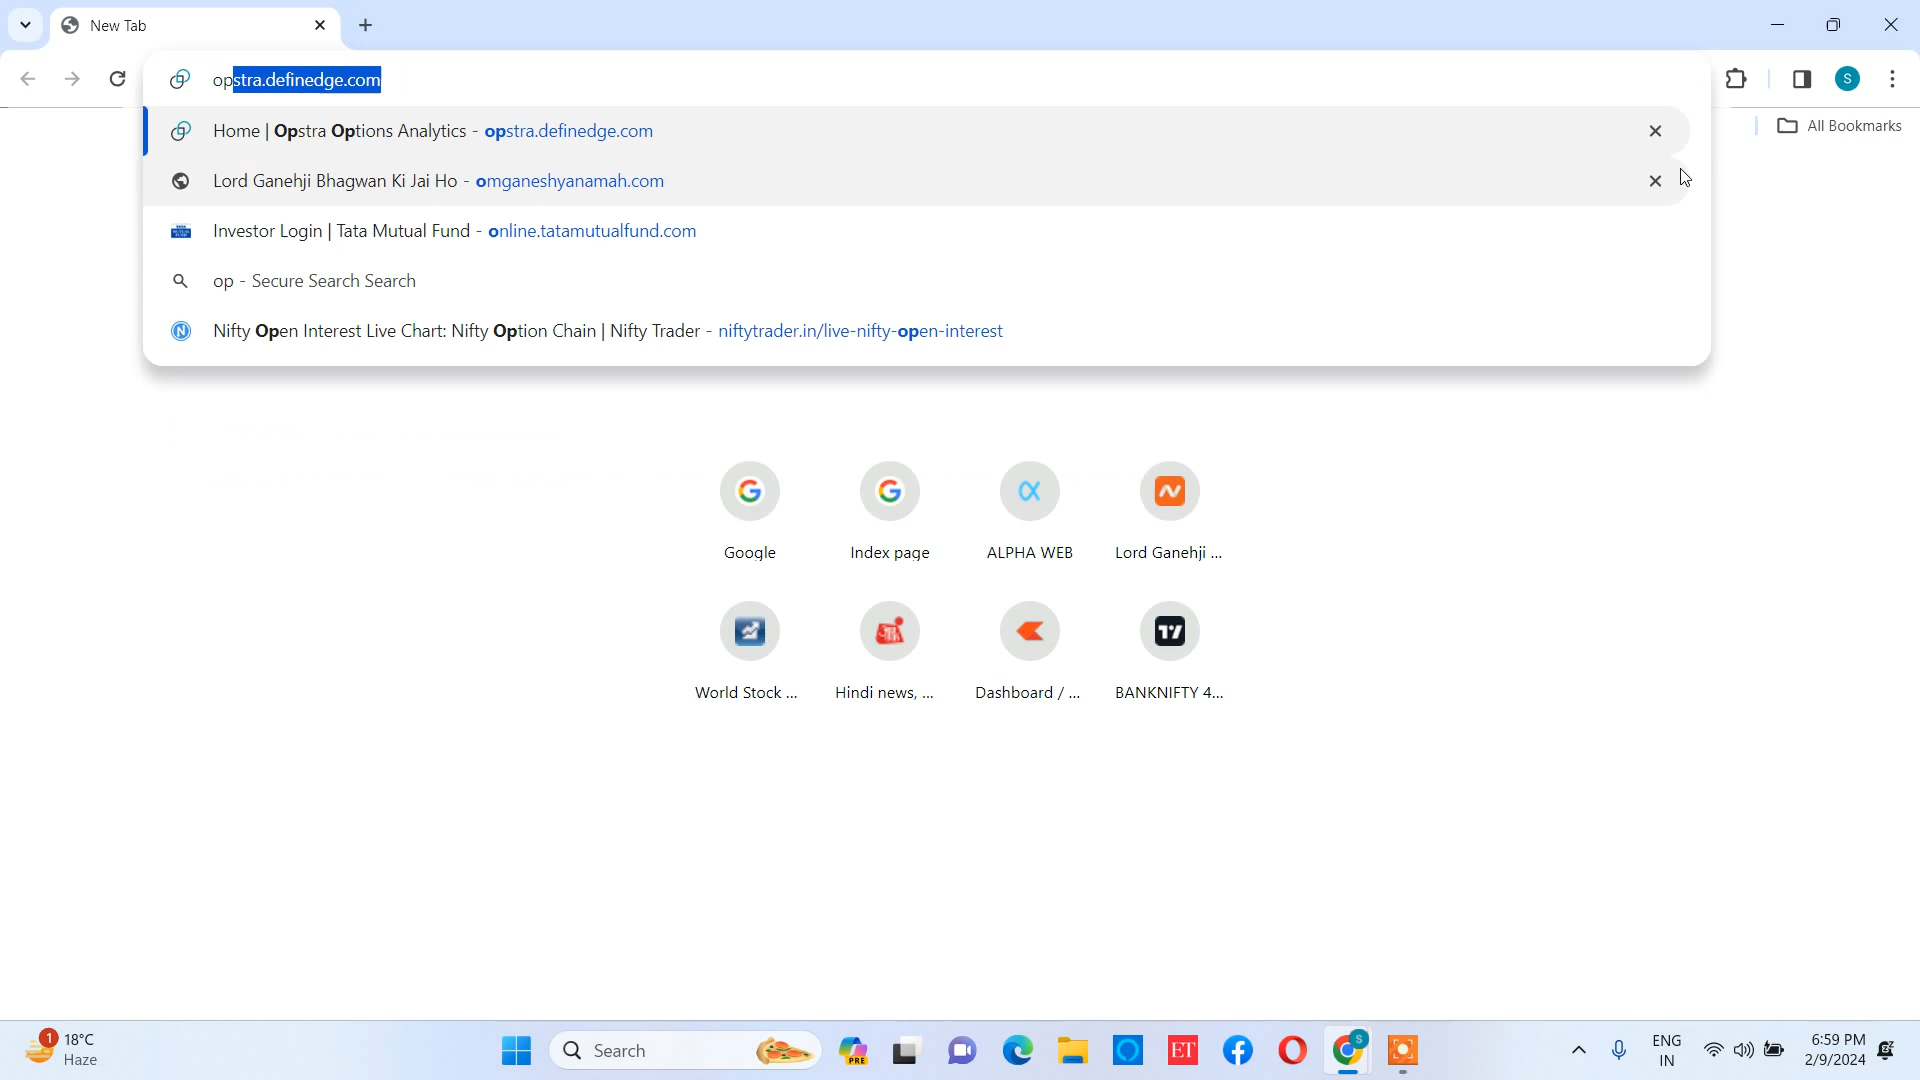 New Tab
opstra.definedge.com
Home | Opstra Options Analytics - opstra.definedge.com
All Bookmarks
Lord Ganehji Bhagwan Ki Jai Ho - omganeshyanamah.com
Investor Login | Tata Mutual Fund - online.tatamutualfund.com
op - Secure Search Search
Nifty Open Interest Live Chart: Nifty Option Chain | Nifty Trader - niftytrader.in/live-nifty-open-interest
Google
Index page
ALPHA WEB
Lord Ganehji ...
World Stock ...
Hindi news, ...
Dashboard / ...
BANKNIFTY 4...
1
18°C
Haze
Search
PRE
ET
S
ENG
IN
6:59 PM
2/9/2024